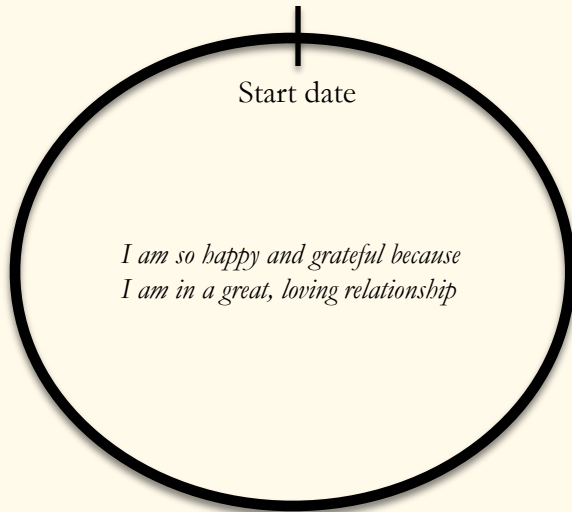 Start date
I am so happy and grateful because
I am in a great, loving relationship